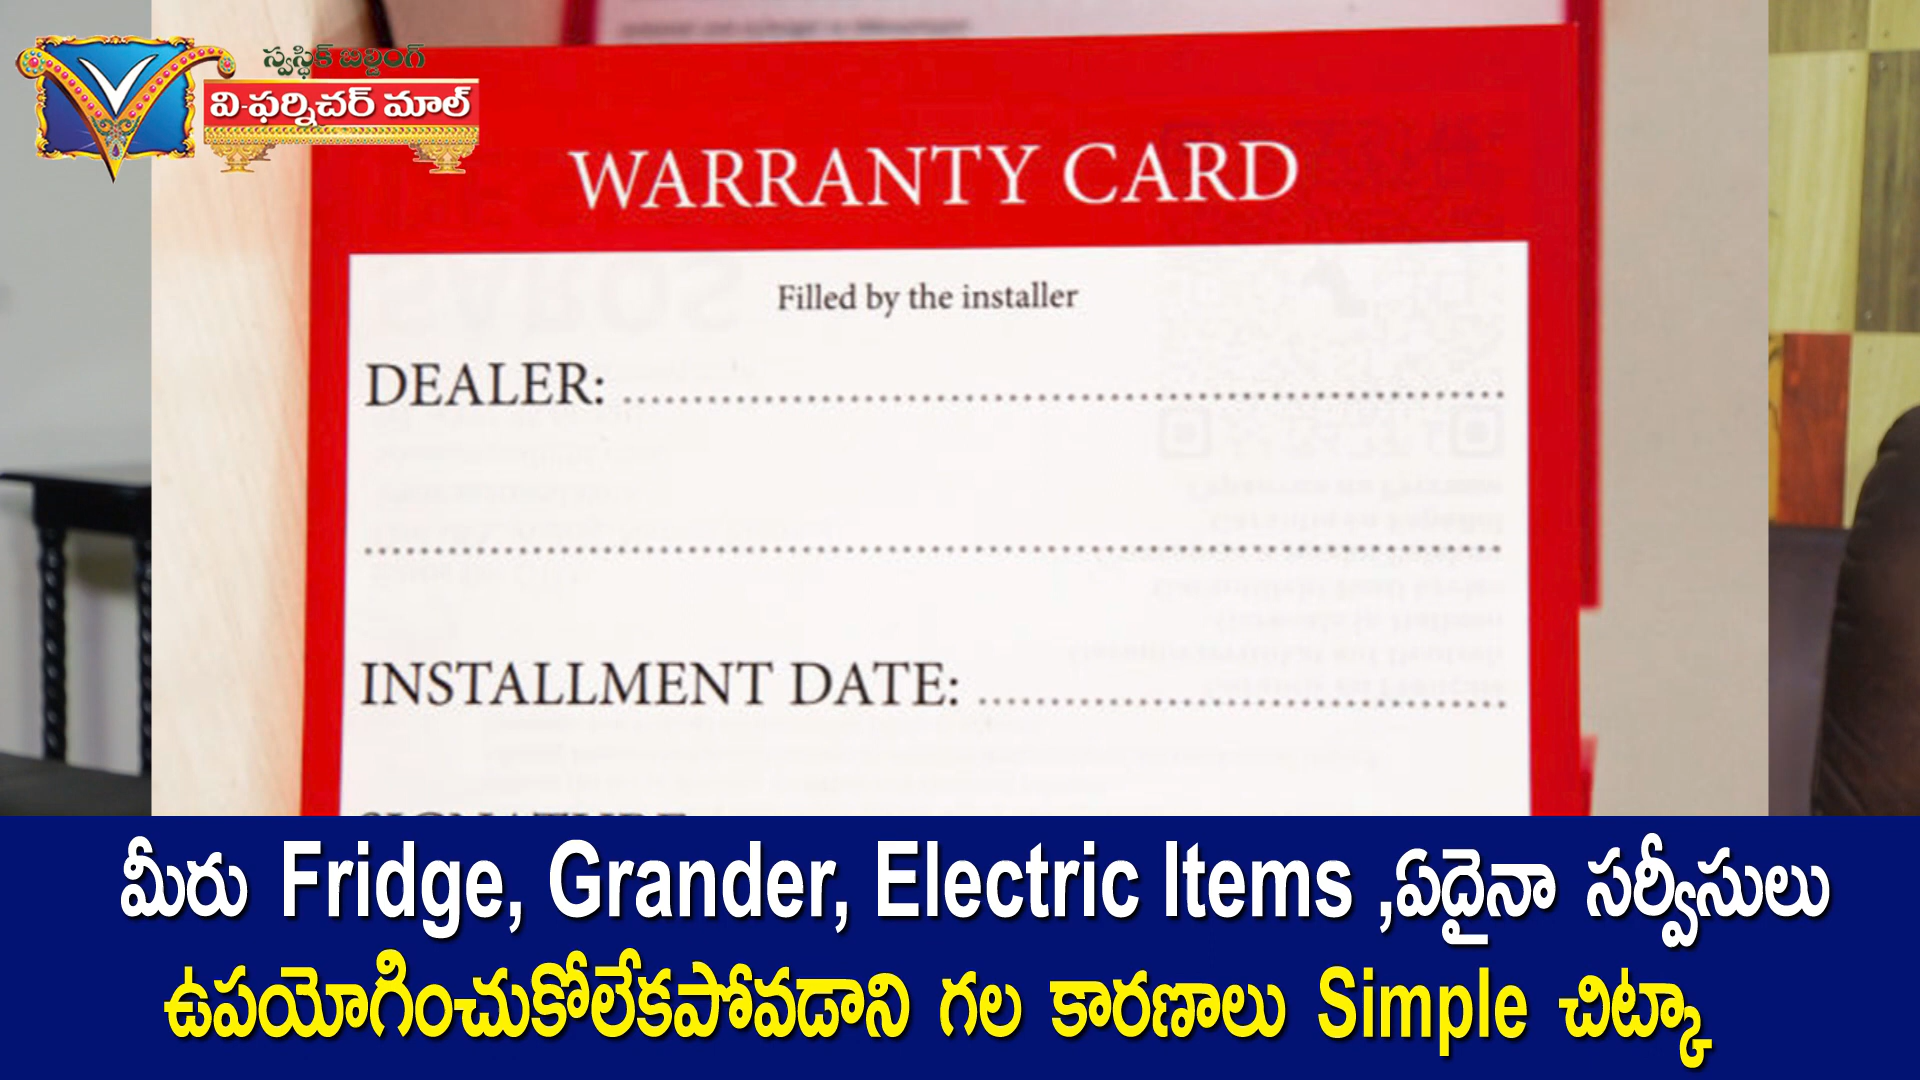 స్వస్తిక్ బిల్డింగ్
వి-ఫర్నిచర్ మాల్
WARRANTY CARD
Filled by the installer
DEALER:
INSTALLMENT DATE:
మీరు Fridge, Grander, Electric Items ,ఏదైనా సర్వీసులు
ఉపయోగించుకోలేకపోవడాని గల కారణాలు Simple చిట్కా